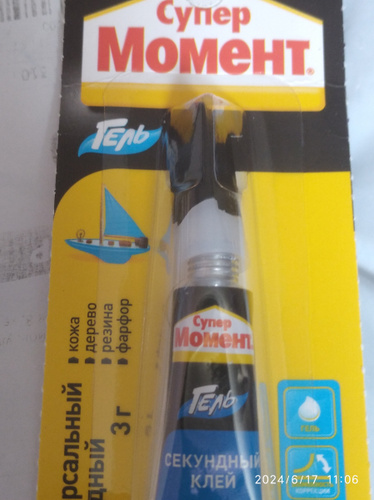 Супер
Момент®
Гель
кожа
дерево
резина
фарфор
3 г
Супер
Момент
Гель
СЕКУНДНЫЙ
КЛЕЙ
ГЕЛЬ
КОРРЕКЦИЯ
2024/6/17 11:06